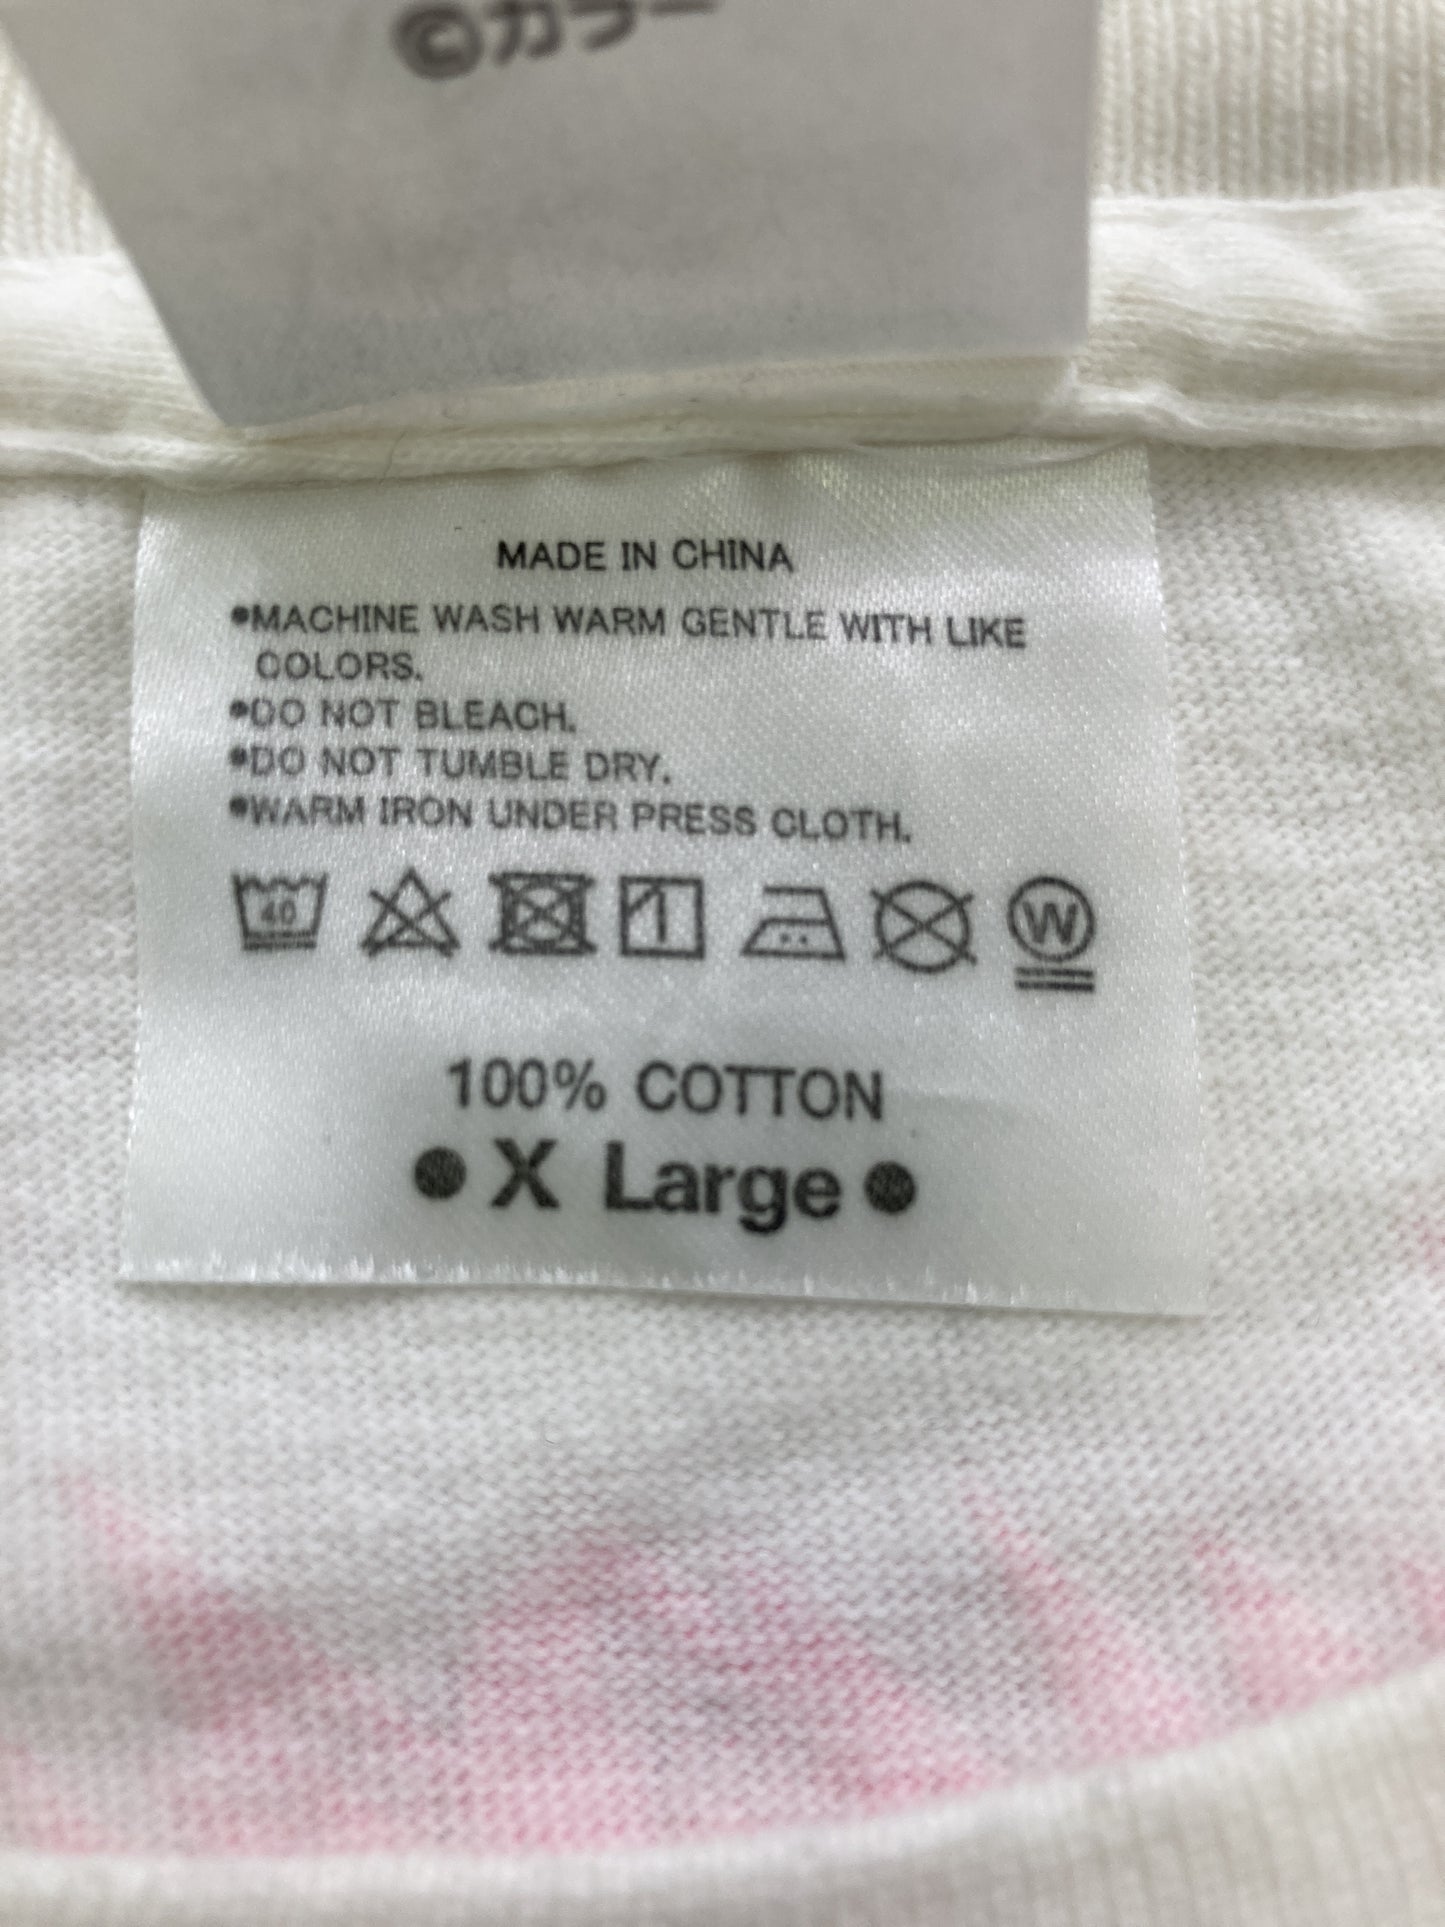 ©カラー
MADE IN CHINA
•MACHINE WASH WARM GENTLE WITH LIKE
COLORS.
•DO NOT BLEACH.
•DO NOT TUMBLE DRY.
•WARM IRON UNDER PRESS CLOTH.
40
W
100% COTTON
● X Large ●